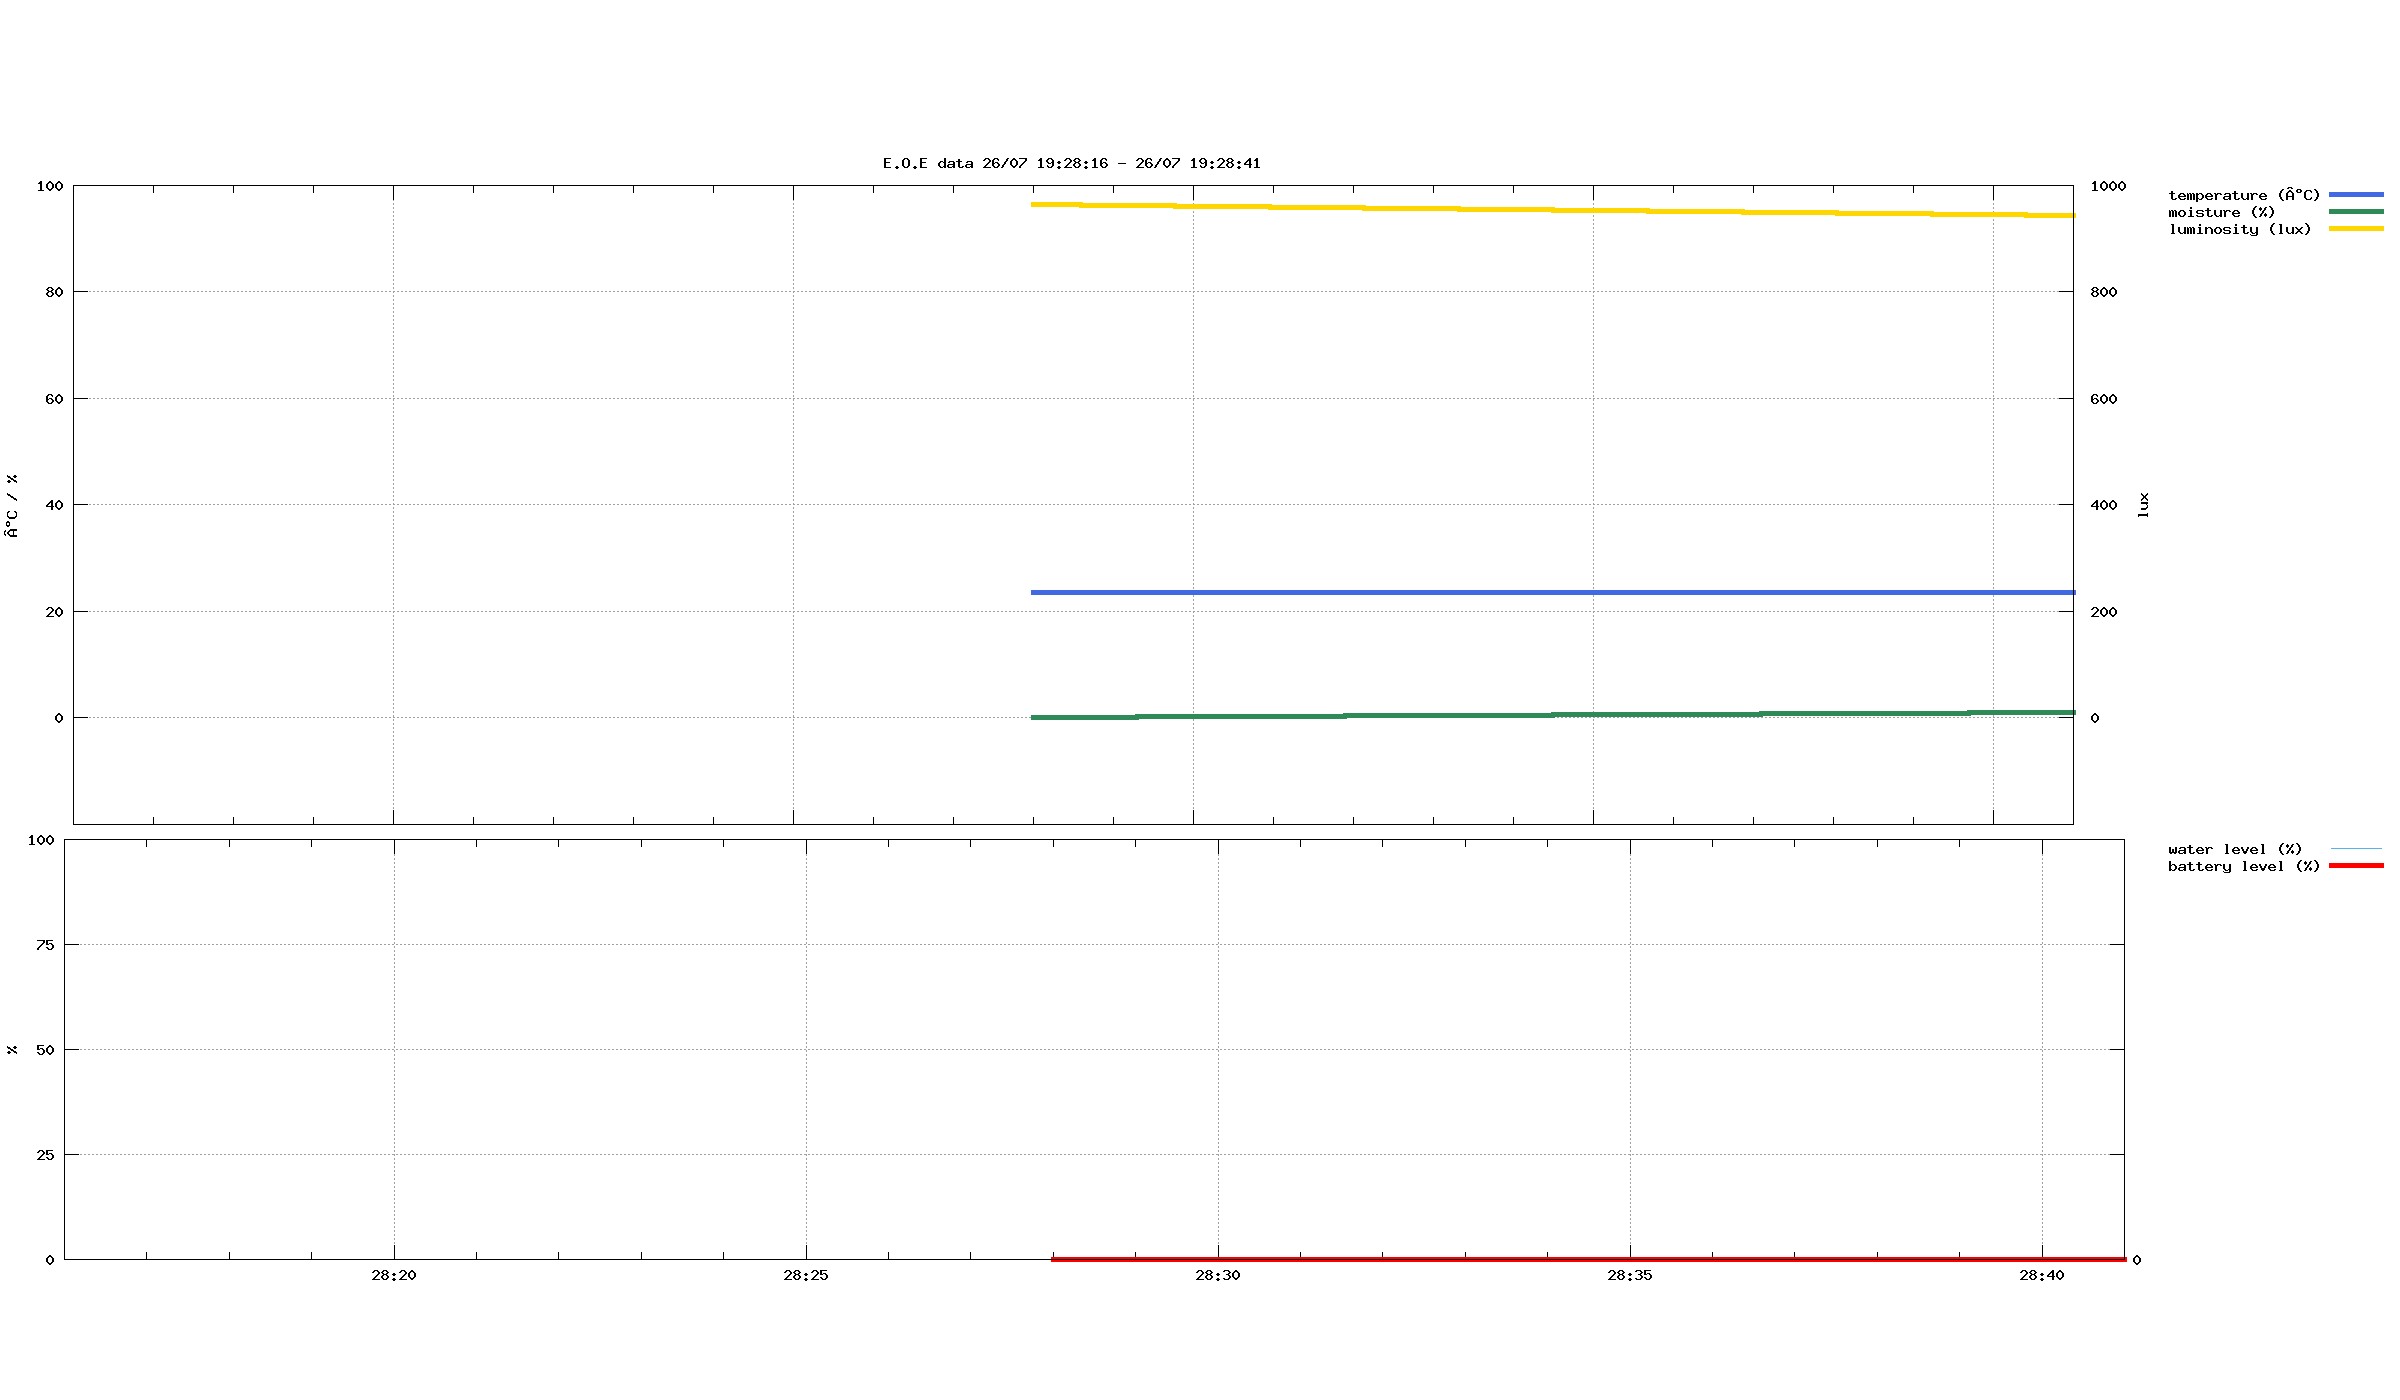 E.O.E data 26/07 19:28:16 - 26/07 19:28:41
100
80
60
40
20
0
Â°C / %
1000
800
600
400
200
0
lux
temperature (Â°C)
moisture (%)
luminosity (lux)
100
75
50
25
0
%
0
28:20 28:25 28:30 28:35 28:40
water level (%)
battery level (%)